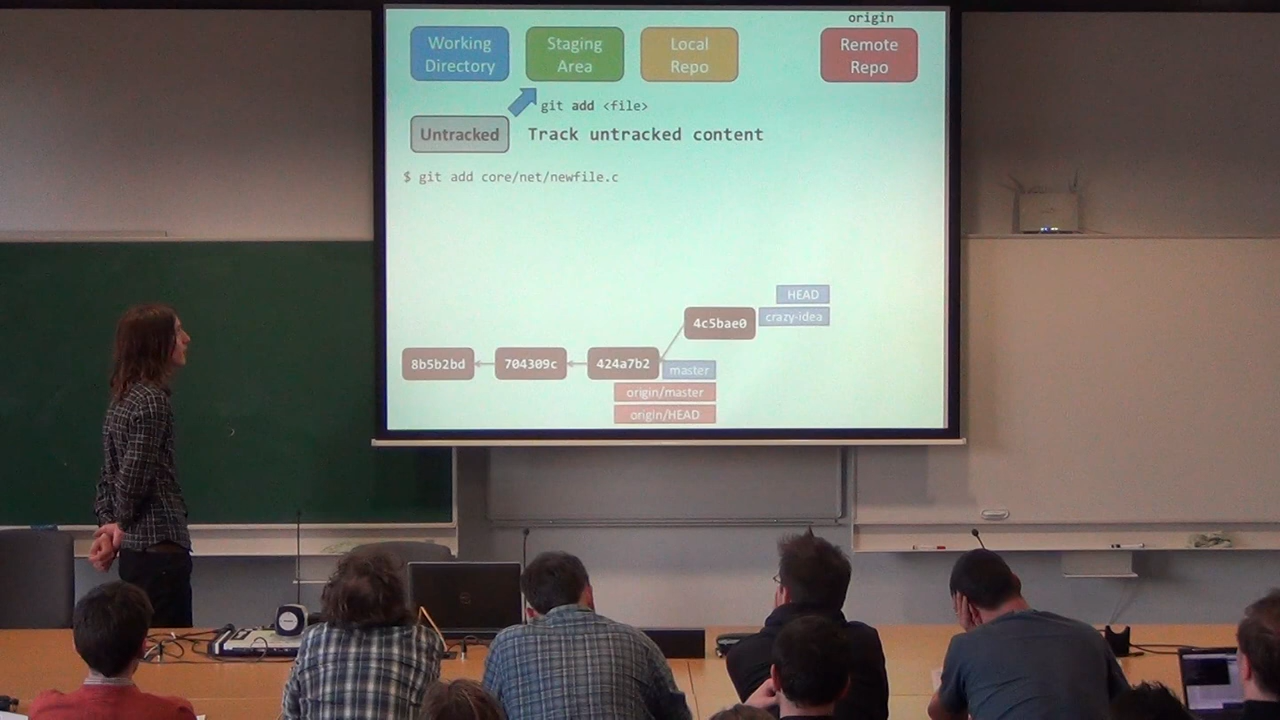 origin
Working
Directory
Staging
Area
Local
Repo
Remote
Repo
git add <file>
Untracked
Track untracked content
$ git add core/net/newfile.c
HEAD
4c5bae0
crazy-idea
8b5b2bd
704309c
424a7b2
master
origin/master
origin/HEAD